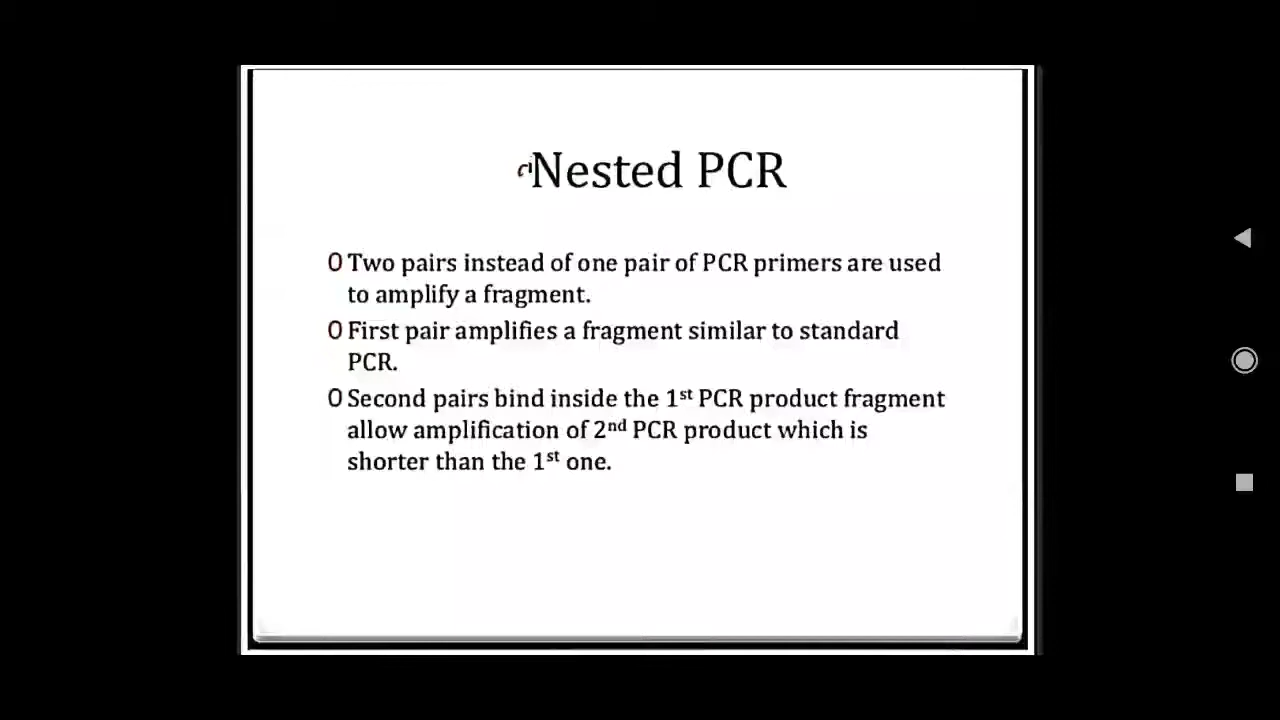 Nested PCR
O Two pairs instead of one pair of PCR primers are used
to amplify a fragment.
O First pair amplifies a fragment similar to standard
PCR.
O Second pairs bind inside the 1st PCR product fragment
allow amplification of 2nd PCR product which is
shorter than the 1st one.